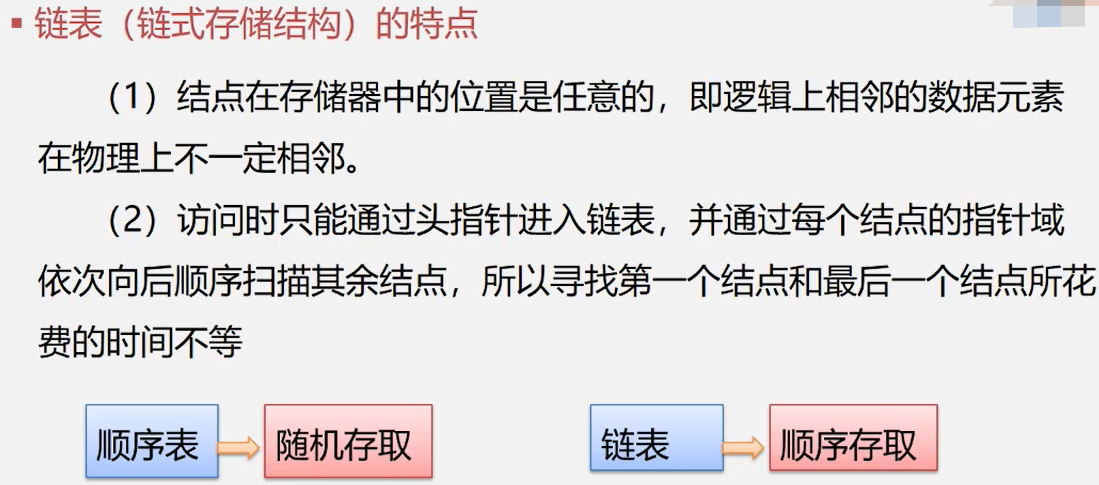 ▪ 链表（链式存储结构）的特点
（1）结点在存储器中的位置是任意的，即逻辑上相邻的数据元素
在物理上不一定相邻。
（2）访问时只能通过头指针进入链表，并通过每个结点的指针域
依次向后顺序扫描其余结点，所以寻找第一个结点和最后一个结点所花
费的时间不等
顺序表 随机存取 链表 顺序存取